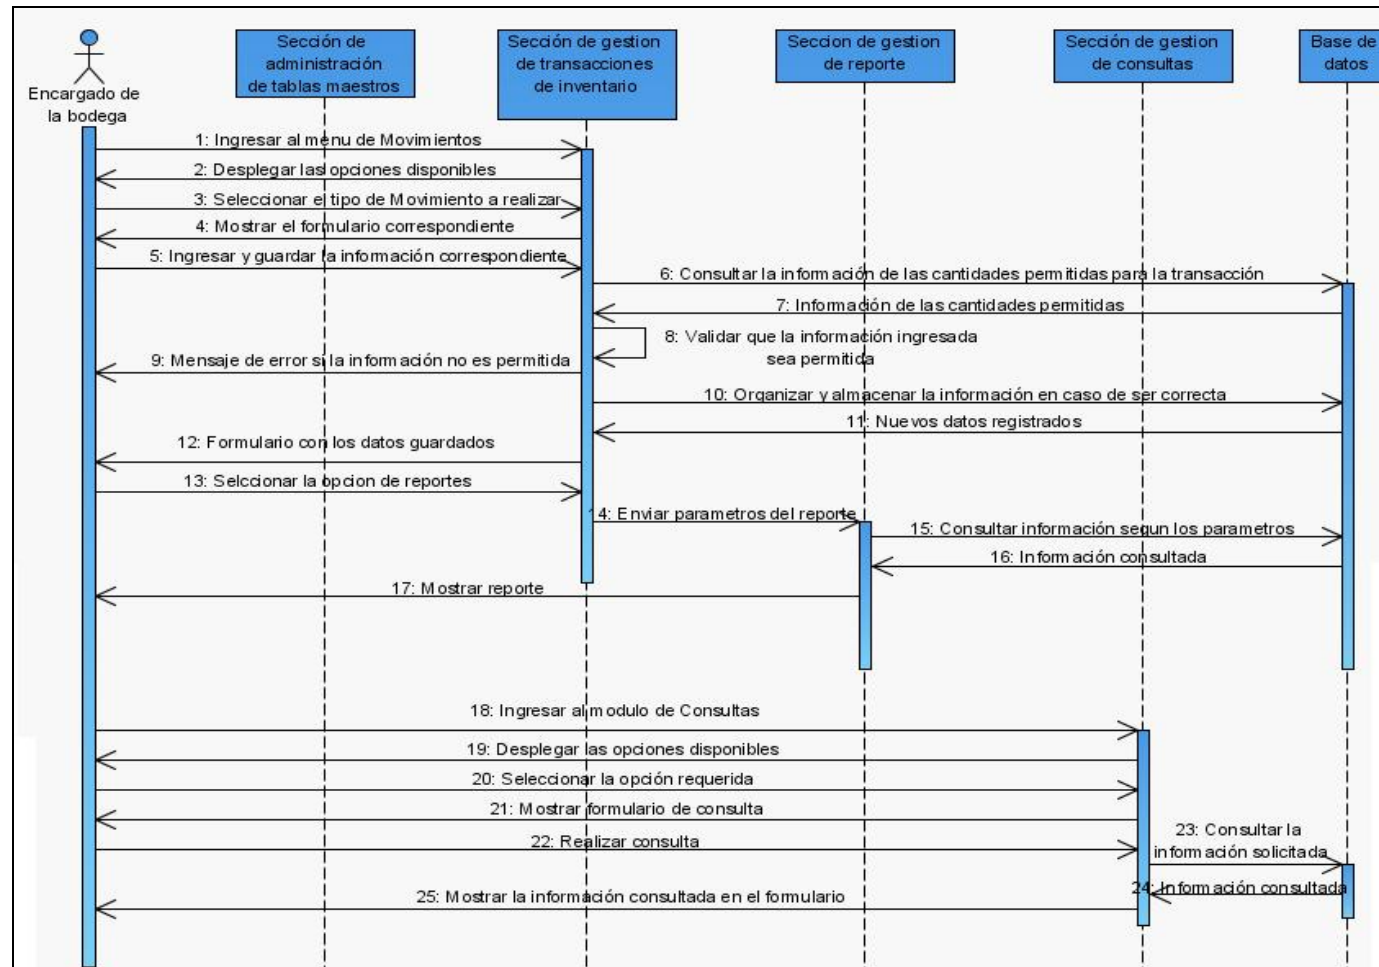 Encargado de
la bodega
Sección de
administración
de tablas maestros
Sección de gestion
de transacciones
de inventario
Seccion de gestion
de reporte
Sección de gestion
de consultas
Base de
datos
1: Ingresar al menu de Movimientos
2: Desplegar las opciones disponibles
3: Seleccionar el tipo de Movimiento a realizar
4: Mostrar el formulario correspondiente
5: Ingresar y guardar la información correspondiente
6: Consultar la información de las cantidades permitidas para la transacción
7: Información de las cantidades permitidas
8: Validar que la información ingresada
sea permitida
9: Mensaje de error si la información no es permitida
10: Organizar y almacenar la información en caso de ser correcta
11: Nuevos datos registrados
12: Formulario con los datos guardados
13: Selccionar la opcion de reportes
14: Enviar parametros del reporte
15: Consultar información segun los parametros
16: Información consultada
17: Mostrar reporte
18: Ingresar al modulo de Consultas
19: Desplegar las opciones disponibles
20: Seleccionar la opción requerida
21: Mostrar formulario de consulta
22: Realizar consulta
23: Consultar la
información solicitada
24: Información consultada
25: Mostrar la información consultada en el formulario